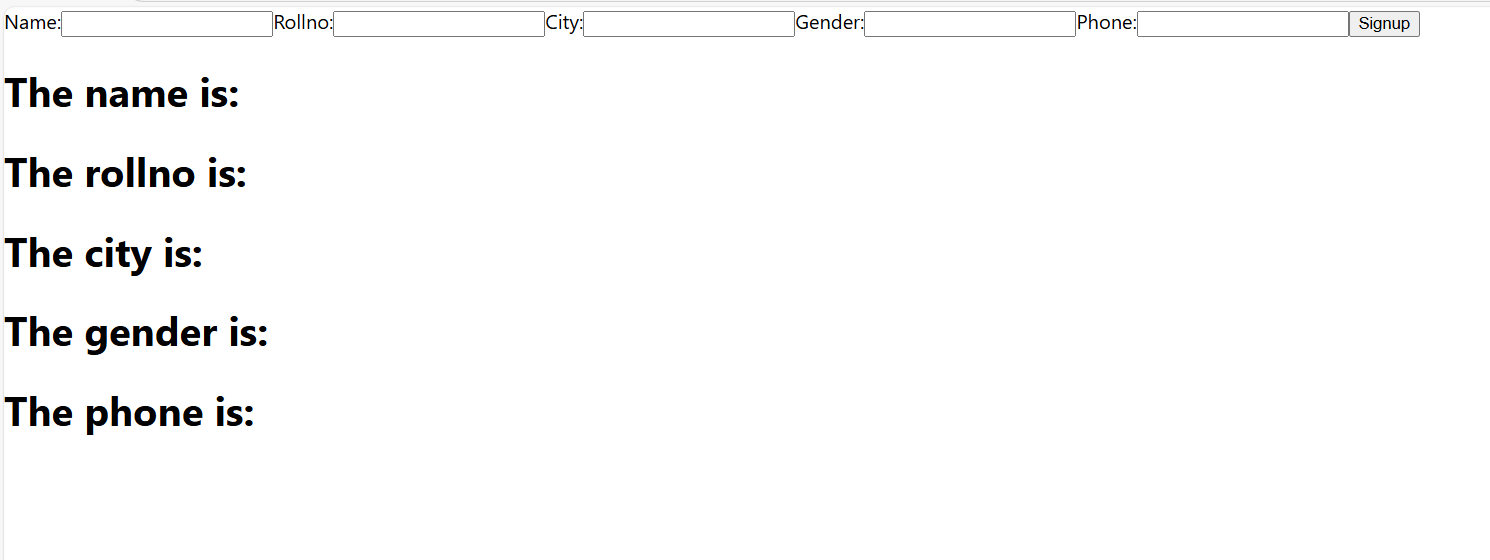 Name: Rollno: City: Gender: Phone: Signup
The name is:
The rollno is:
The city is:
The gender is:
The phone is: